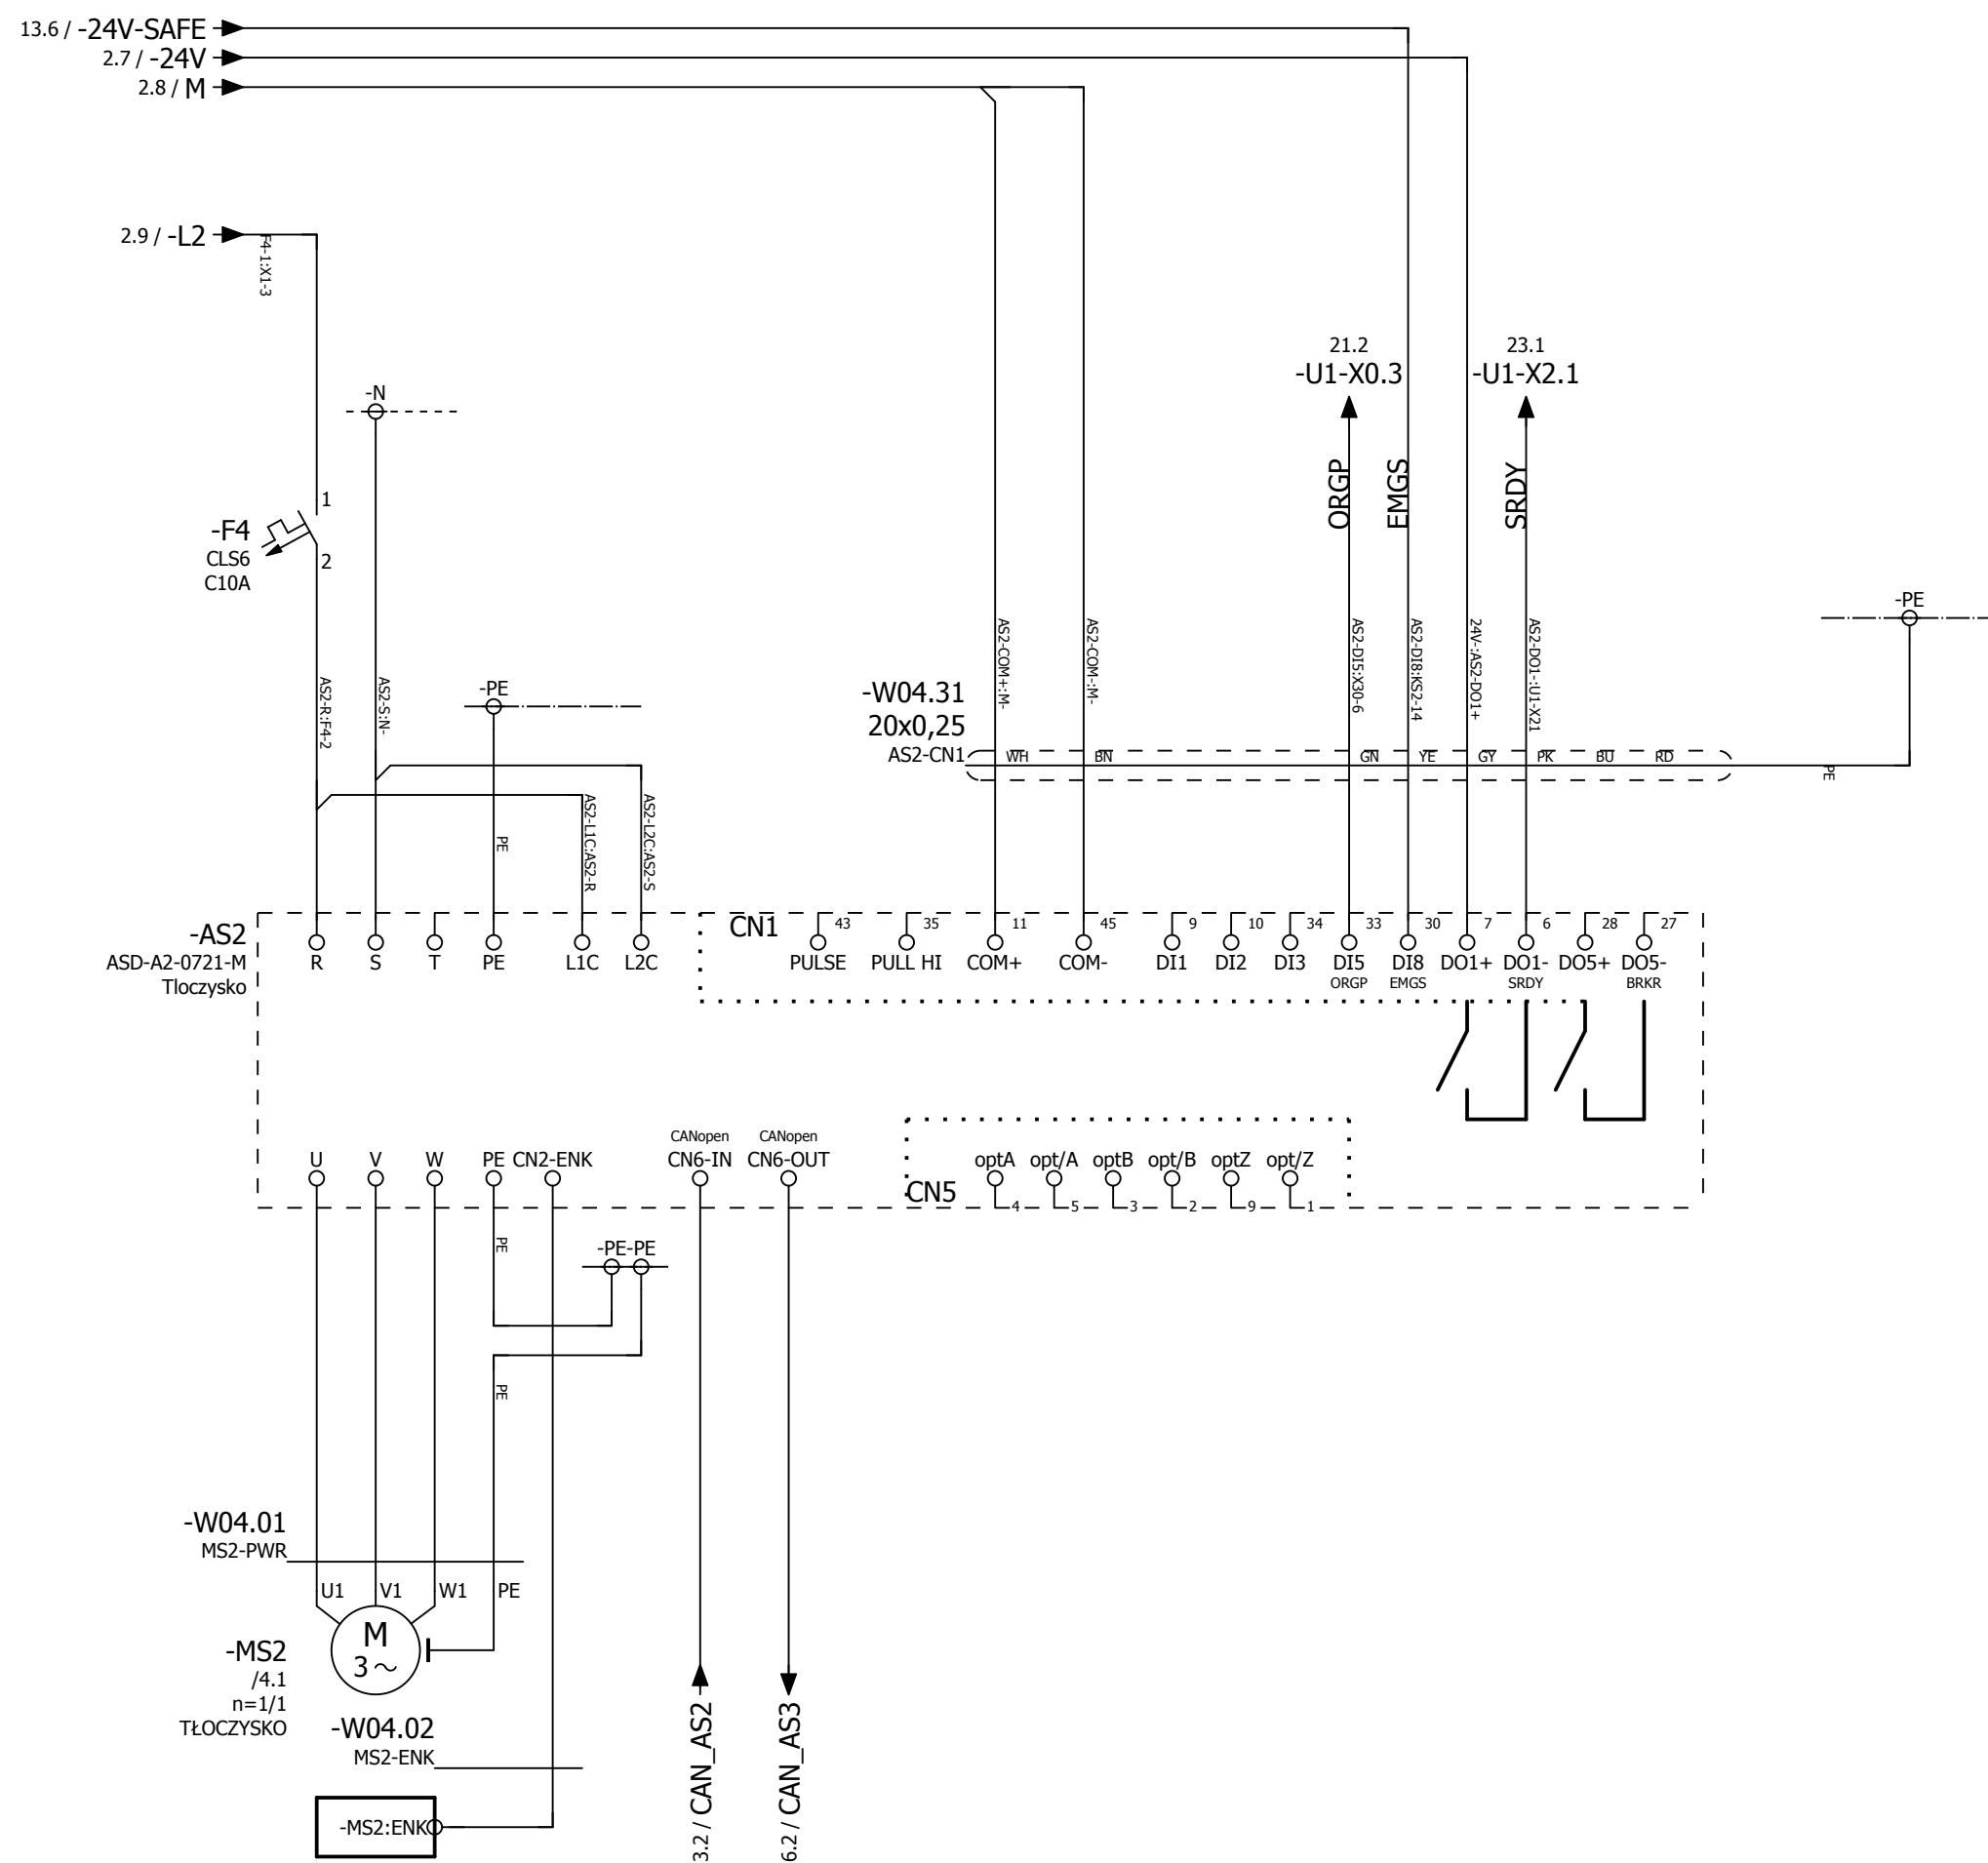 13.6 / -24V-SAFE
2.7 / -24V
2.8 / M
2.9 / -L2
F4-1:X1-3
21.2
-U1-X0.3
23.1
-U1-X2.1
-N
ORGP
EMGS
SRDY
1
-F4
CLS6
C10A
2
-PE
AS2-R:F4-2
AS2-S:N-
-PE
AS2-COM+:M-
AS2-COM-:M-
AS2-DI5:X30-6
AS2-DI8:KS2-14
24V-:AS2-DO1+
AS2-DO1-:U1-X21
-W04.31
20x0,25
AS2-CN1
WH BN GN YE GY PK BU RD
PE
PE
AS2-L1C:AS2-R
AS2-L2C:AS2-S
-AS2
ASD-A2-0721-M
Tloczysko
CN1
43 35 11 45 9 10 34 33 30 7 6 28 27
R S T PE L1C L2C
PULSE PULL HI COM+ COM- DI1 DI2 DI3 DI5 DI8 DO1+ DO1- DO5+ DO5-
ORGP EMGS SRDY BRKR
CANopen CANopen
U V W PE CN2-ENK CN6-IN CN6-OUT
optA opt/A optB opt/B optZ opt/Z
CN5
4 5 3 2 9 1
PE
-PE-PE
PE
-W04.01
MS2-PWR
U1 V1 W1 PE
M
3~
-MS2
/4.1
n=1/1
TŁOCZYSKO
-W04.02
MS2-ENK
-MS2:ENK
3.2 / CAN_AS2
6.2 / CAN_AS3